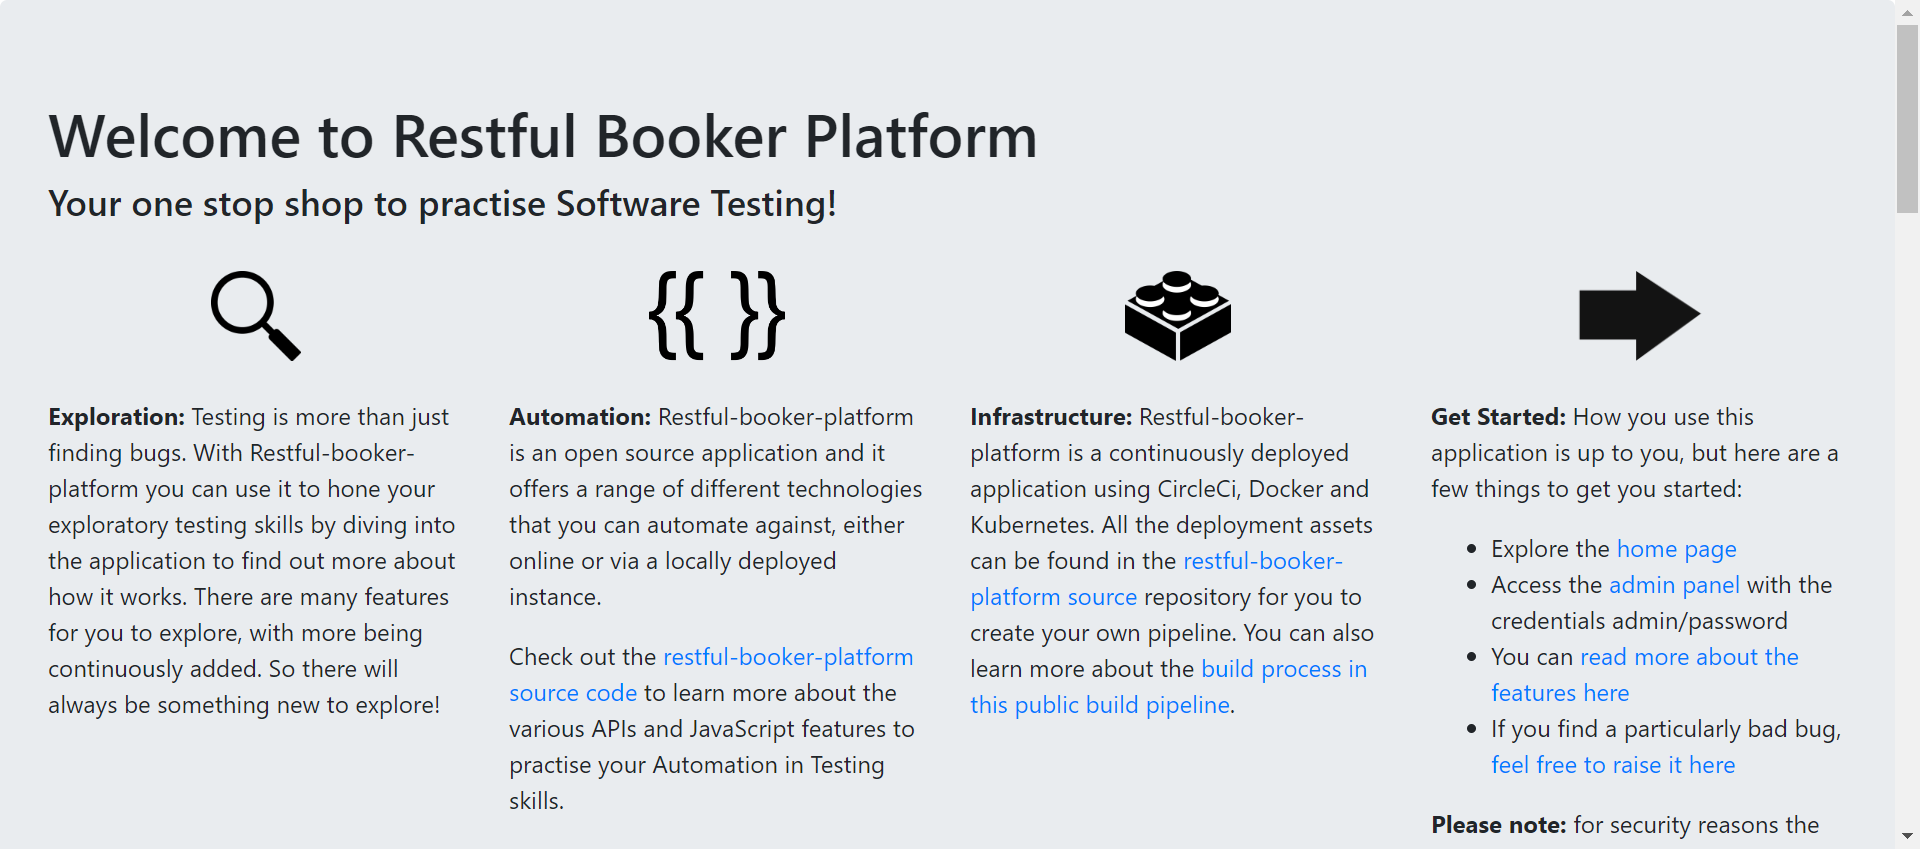 Welcome to Restful Booker Platform
Your one stop shop to practise Software Testing!
{{ }}
Exploration: Testing is more than just
finding bugs. With Restful-booker-
platform you can use it to hone your
exploratory testing skills by diving into
the application to find out more about
how it works. There are many features
for you to explore, with more being
continuously added. So there will
always be something new to explore!
Automation: Restful-booker-platform
is an open source application and it
offers a range of different technologies
that you can automate against, either
online or via a locally deployed
instance.
Check out the restful-booker-platform
source code to learn more about the
various APIs and JavaScript features to
practise your Automation in Testing
skills.
Infrastructure: Restful-booker-
platform is a continuously deployed
application using CircleCi, Docker and
Kubernetes. All the deployment assets
can be found in the restful-booker-
platform source repository for you to
create your own pipeline. You can also
learn more about the build process in
this public build pipeline.
Get Started: How you use this
application is up to you, but here are a
few things to get you started:
• Explore the home page
• Access the admin panel with the
credentials admin/password
• You can read more about the
features here
• If you find a particularly bad bug,
feel free to raise it here
Please note: for security reasons the